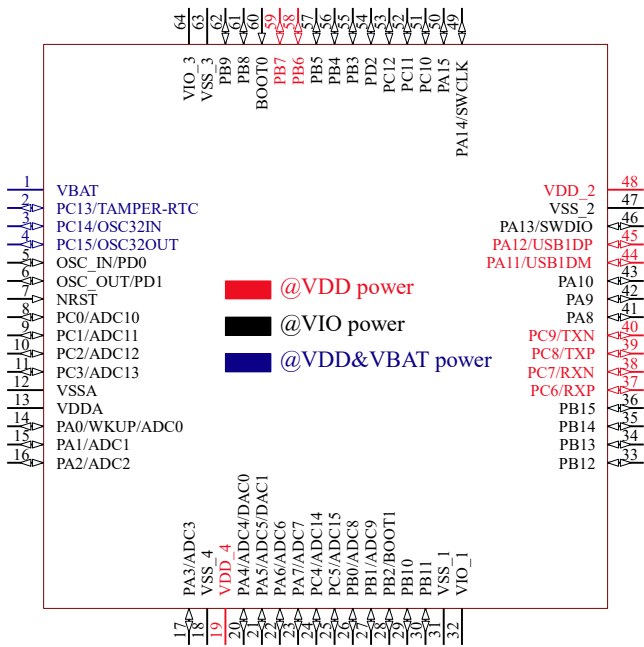 64 VIO_3
63 VSS_3
62 PB9
61 PB8
60 BOOT0
59 PB7
58 PB6
57 PB5
56 PB4
55 PB3
54 PD2
53 PC12
52 PC11
51 PC10
50 PA15
49 PA14/SWCLK
1 VBAT
2 PC13/TAMPER-RTC
3 PC14/OSC32IN
4 PC15/OSC32OUT
5 OSC_IN/PD0
6 OSC_OUT/PD1
7 NRST
8 PC0/ADC10
9 PC1/ADC11
10 PC2/ADC12
11 PC3/ADC13
12 VSSA
13 VDDA
14 PA0/WKUP/ADC0
15 PA1/ADC1
16 PA2/ADC2
@VDD power
@VIO power
@VDD&VBAT power
VDD_2 48
VSS_2 47
PA13/SWDIO 46
PA12/USB1DP 45
PA11/USB1DM 44
PA10 43
PA9 42
PA8 41
PC9/TXN 40
PC8/TXP 39
PC7/RXN 38
PC6/RXP 37
PB15 36
PB14 35
PB13 34
PB12 33
17 PA3/ADC3
18 VSS_4
19 VDD_4
20 PA4/ADC4/DAC0
21 PA5/ADC5/DAC1
22 PA6/ADC6
23 PA7/ADC7
24 PC4/ADC14
25 PC5/ADC15
26 PB0/ADC8
27 PB1/ADC9
28 PB2/BOOT1
29 PB10
30 PB11
31 VSS_1
32 VIO_1